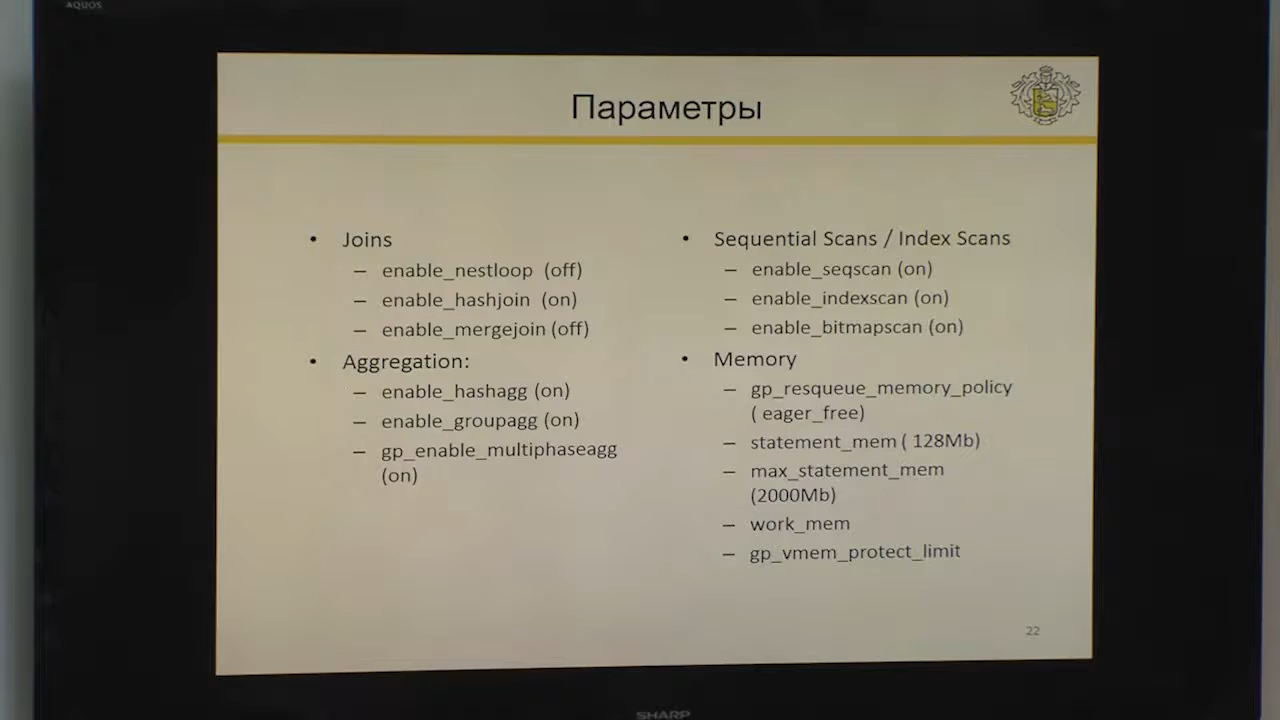 AQUOS
Параметры
• Joins
– enable_nestloop (off)
– enable_hashjoin (on)
– enable_mergejoin (off)
• Aggregation:
– enable_hashagg (on)
– enable_groupagg (on)
– gp_enable_multiphaseagg
(on)
• Sequential Scans / Index Scans
– enable_seqscan (on)
– enable_indexscan (on)
– enable_bitmapscan (on)
• Memory
– gp_resqueue_memory_policy
( eager_free)
– statement_mem ( 128Mb)
– max_statement_mem
(2000Mb)
– work_mem
– gp_vmem_protect_limit
22
SHARP